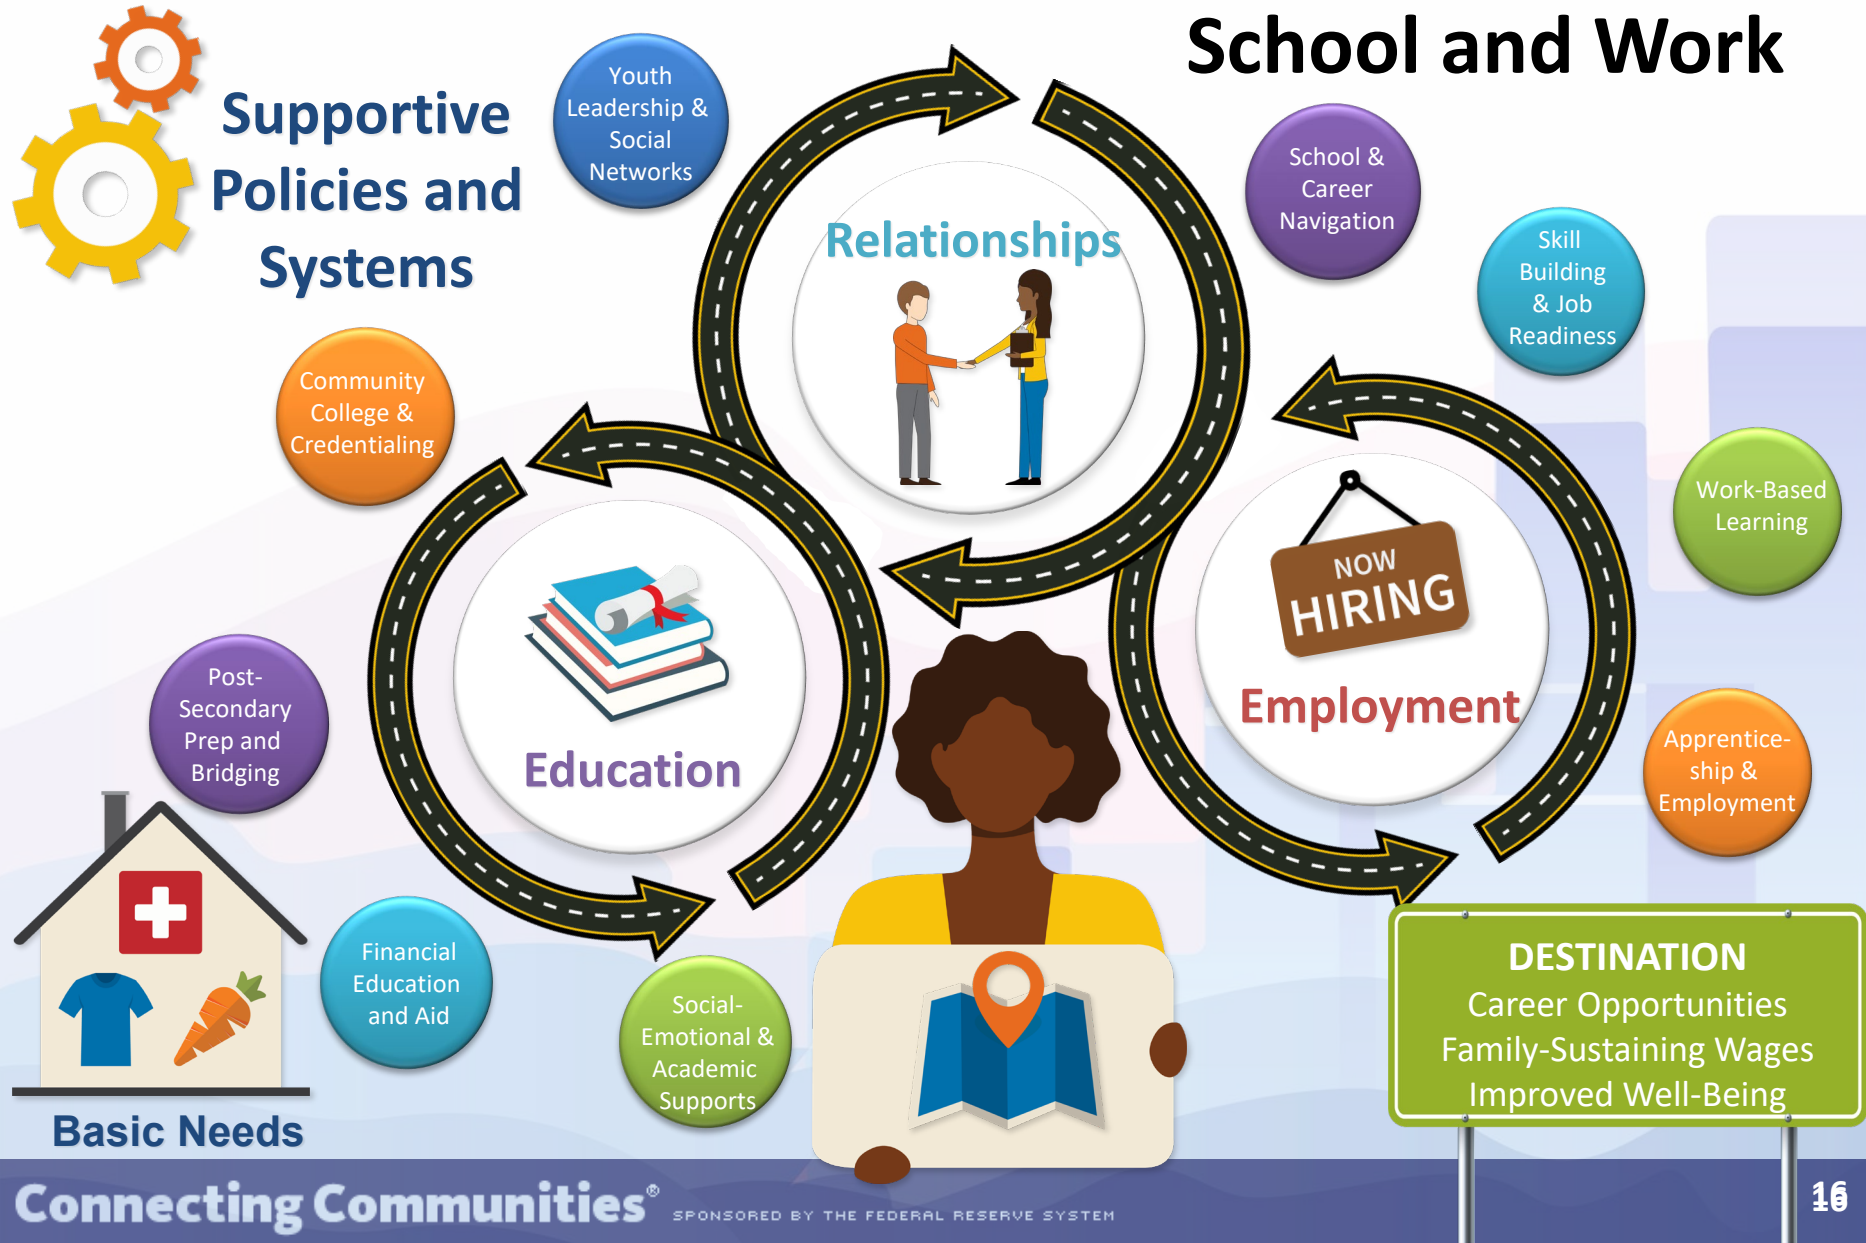 School and Work
Supportive
Policies and
Systems
Youth
Leadership &
Social
Networks
Relationships
School &
Career
Navigation
Skill
Building
& Job
Readiness
Community
College &
Credentialing
Work-Based
Learning
NOW
HIRING
Employment
Education
Post-
Secondary
Prep and
Bridging
Apprentice-
ship &
Employment
Financial
Education
and Aid
Social-
Emotional &
Academic
Supports
DESTINATION
Career Opportunities
Family-Sustaining Wages
Improved Well-Being
Basic Needs
Connecting Communities®
SPONSORED BY THE FEDERAL RESERVE SYSTEM